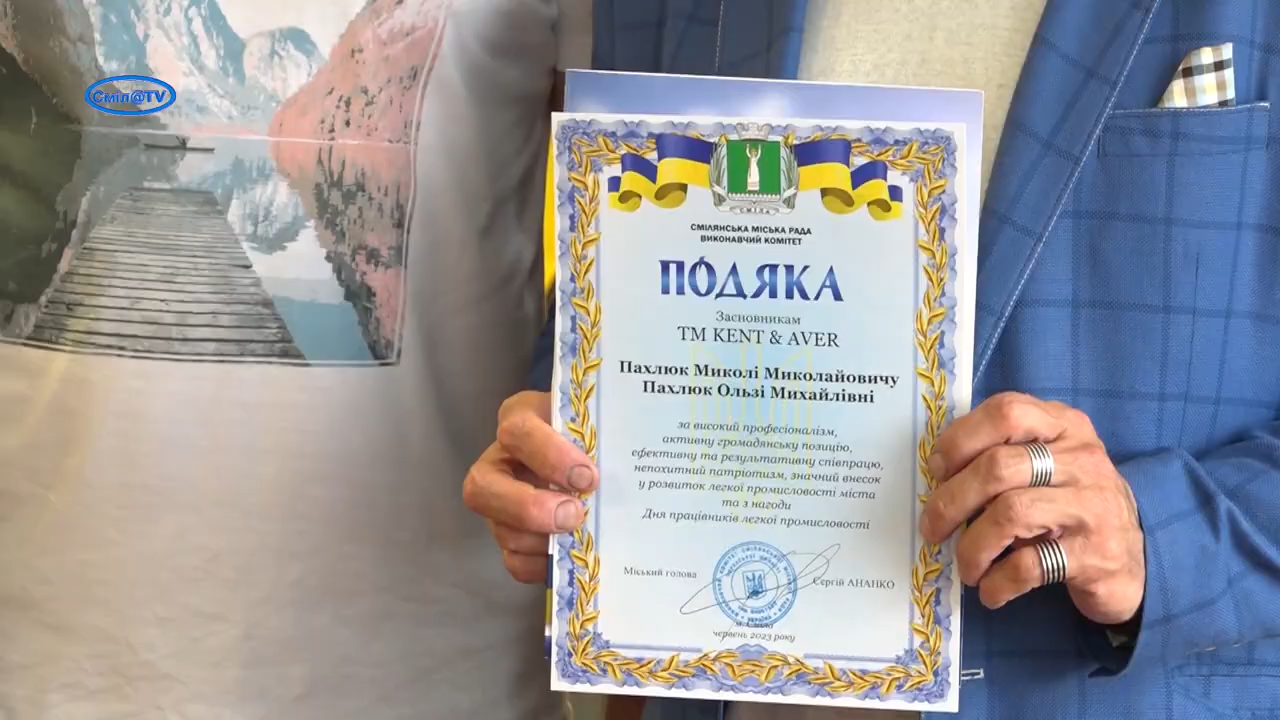 Сміл@TV
СМІЛА
СМІЛЯНСЬКА МІСЬКА РАДА
ВИКОНАВЧИЙ КОМІТЕТ
ПОДЯКА
Засновникам
ТМ KENT & AVER
Пахлюк Миколі Миколайовичу
Пахлюк Ользі Михайлівні
за високий професіоналізм,
активну громадянську позицію,
ефективну та результативну співпрацю,
непохитний патріотизм, значний внесок
у розвиток легкої промисловості міста
та з нагоди
Дня працівників легкої промисловості
Міський голова
Сергій АНАНКО
м. Сміла
червень 2023 року